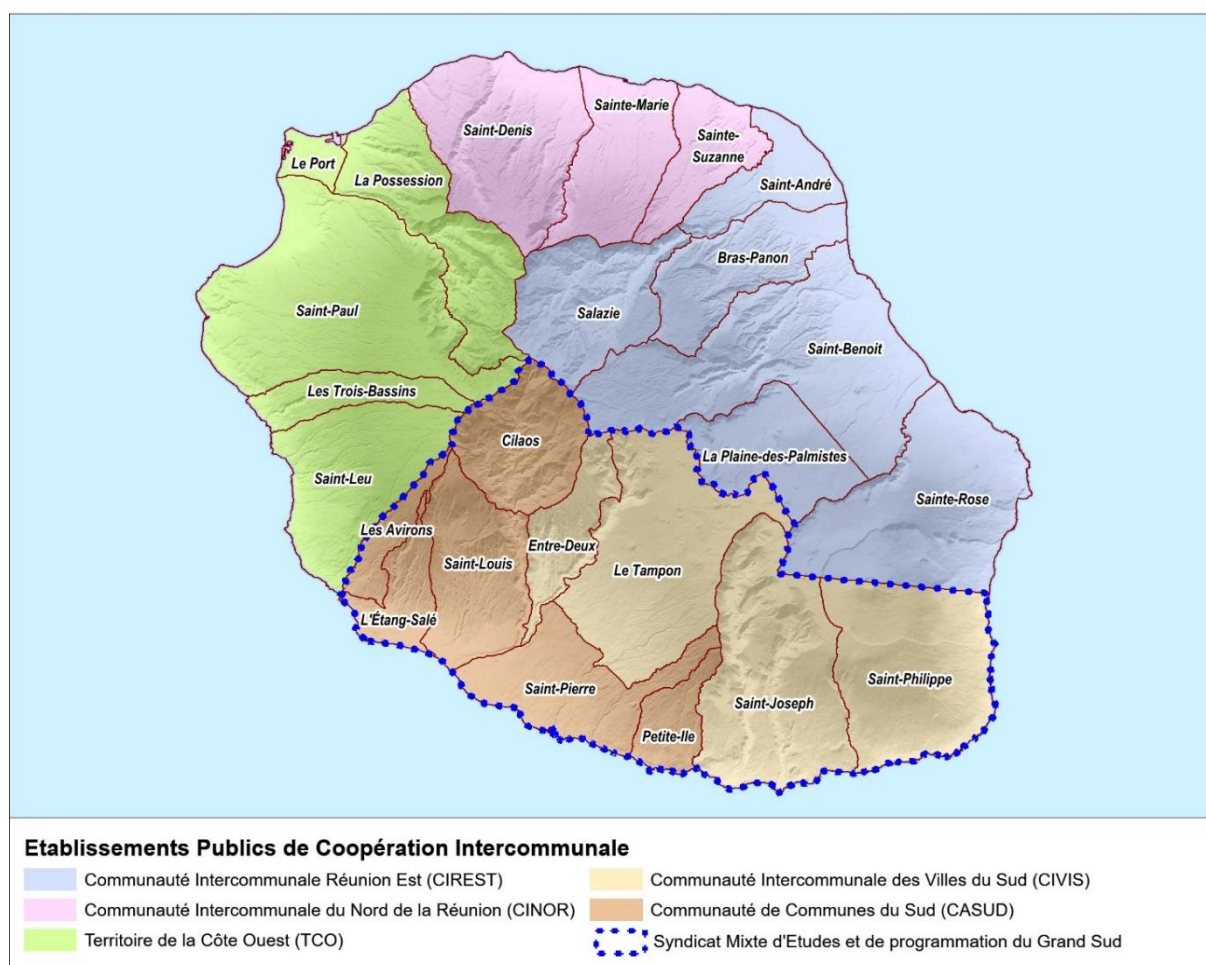 Saint-Denis
Sainte-Marie
Sainte-
Suzanne
Le Port
La Possession
Saint-André
Bras-Panon
Saint-Paul
Salazie
Saint-Benoit
Les Trois-Bassins
Cilaos
La Plaine-des-Palmistes
Saint-Leu
Sainte-Rose
Les Avirons
Entre-Deux
Saint-Louis
Le Tampon
L'Étang-Salé
Saint-Pierre
Saint-Philippe
Saint-Joseph
Petite-Ile
Etablissements Publics de Coopération Intercommunale
Communauté Intercommunale Réunion Est (CIREST)
Communauté Intercommunale du Nord de la Réunion (CINOR)
Territoire de la Côte Ouest (TCO)
Communauté Intercommunale des Villes du Sud (CIVIS)
Communauté de Communes du Sud (CASUD)
Syndicat Mixte d'Etudes et de programmation du Grand Sud